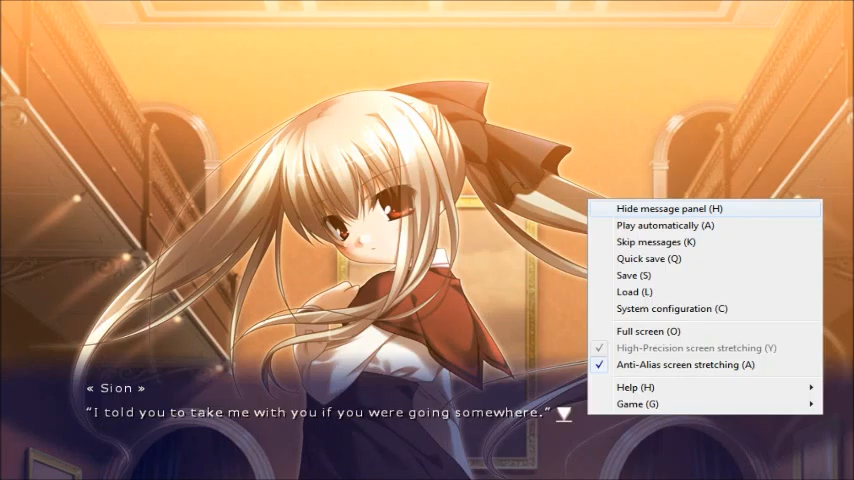 Hide message panel (H)
Play automatically (A)
Skip messages (K)
Quick save (Q)
Save (S)
Load (L)
System configuration (C)
Full screen (O)
High-Precision screen stretching (Y)
Anti-Alias screen stretching (A)
Help (H)
Game (G)
« Sion »
“I told you to take me with you if you were going somewhere.”